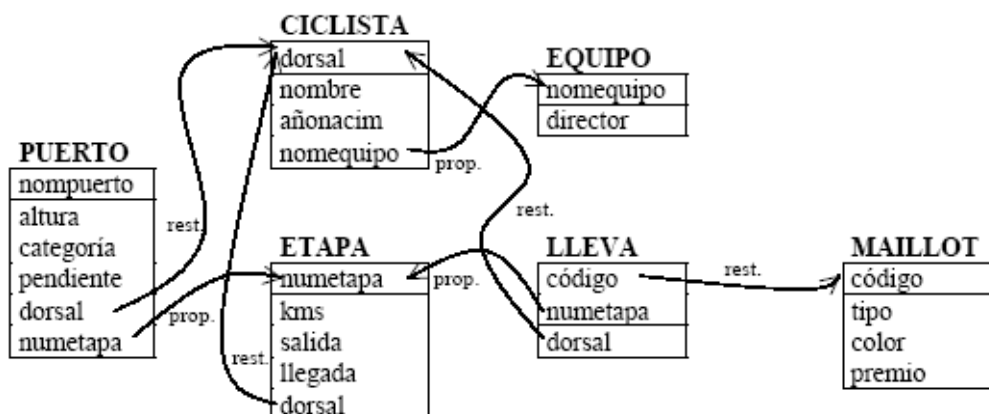 CICLISTA
dorsal
nombre
añonacim
nomequipo
EQUIPO
nomequipo
director
prop.
PUERTO
nompuerto
altura
categoría
pendiente
dorsal
numetapa
rest.
prop.
rest.
ETAPA
numetapa
kms
salida
llegada
dorsal
prop.
rest.
LLEVA
código
numetapa
dorsal
rest.
MAILLOT
código
tipo
color
premio